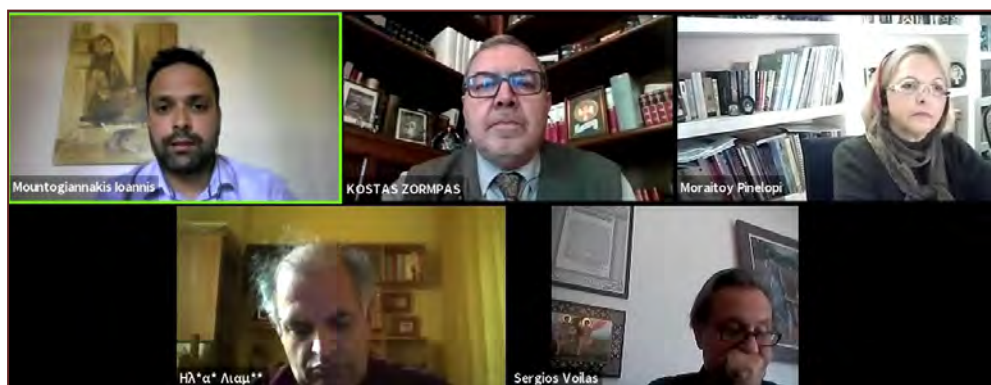 Mountogiannakis Ioannis
KOSTAS ZORMPAS
Moraitoy Pinelopi
Ηλ*α* Λιαμ**
Sergios Voilas